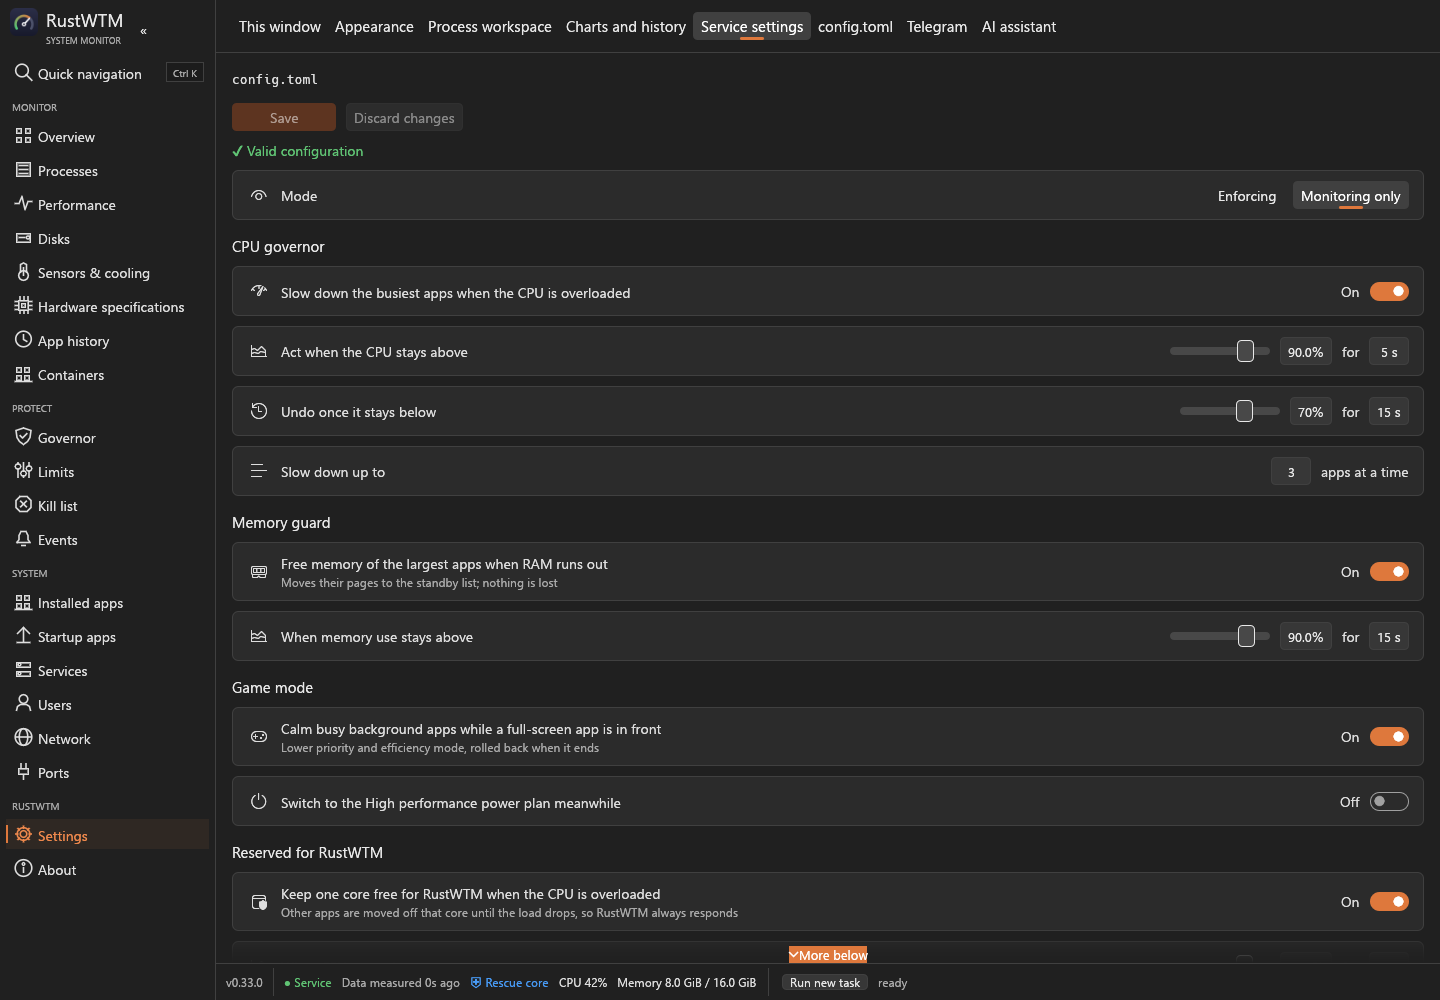 RustWTM
SYSTEM MONITOR
«
Quick navigation
Ctrl K
MONITOR
Overview
Processes
Performance
Disks
Sensors & cooling
Hardware specifications
App history
Containers
PROTECT
Governor
Limits
Kill list
Events
SYSTEM
Installed apps
Startup apps
Services
Users
Network
Ports
RUSTWTM
Settings
About
This window Appearance Process workspace Charts and history Service settings config.toml Telegram AI assistant
config.toml
Save Discard changes
✓ Valid configuration
Mode Enforcing Monitoring only
CPU governor
Slow down the busiest apps when the CPU is overloaded On
Act when the CPU stays above 90.0% for 5 s
Undo once it stays below 70% for 15 s
Slow down up to 3 apps at a time
Memory guard
Free memory of the largest apps when RAM runs out On
Moves their pages to the standby list; nothing is lost
When memory use stays above 90.0% for 15 s
Game mode
Calm busy background apps while a full-screen app is in front On
Lower priority and efficiency mode, rolled back when it ends
Switch to the High performance power plan meanwhile Off
Reserved for RustWTM
Keep one core free for RustWTM when the CPU is overloaded On
Other apps are moved off that core until the load drops, so RustWTM always responds
More below
v0.33.0 ● Service Data measured 0s ago Rescue core CPU 42% Memory 8.0 GiB / 16.0 GiB Run new task ready